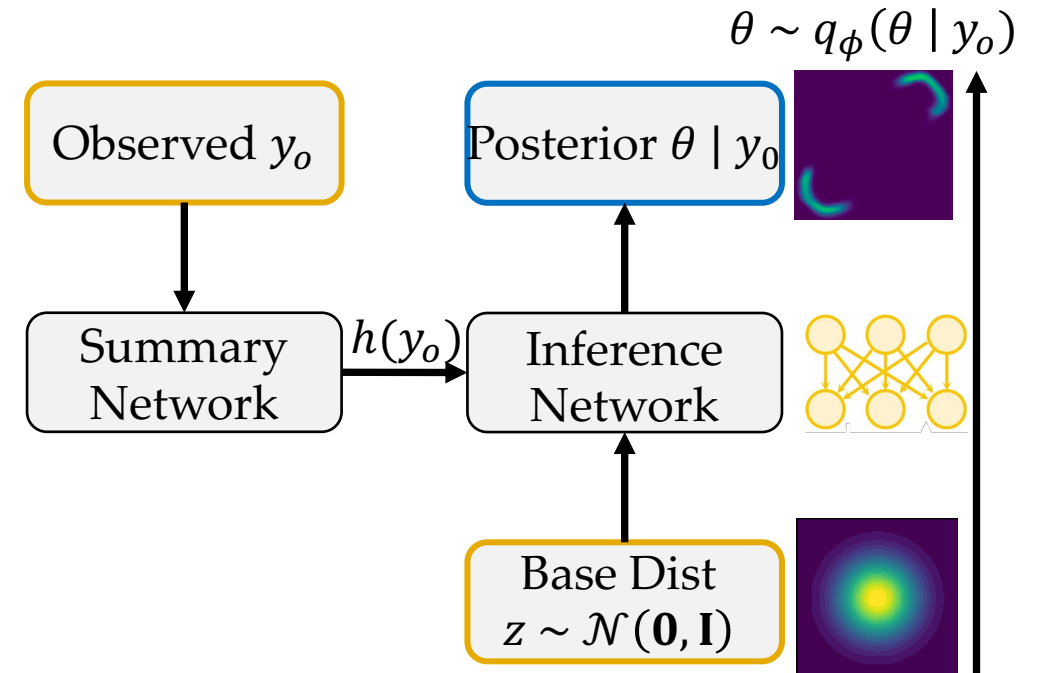 θ ~ q_ϕ(θ | y_o)
Observed y_o
Posterior θ | y_0
Summary
Network
h(y_o)
Inference
Network
Base Dist
z ~ 𝒩(𝟎, 𝐈)